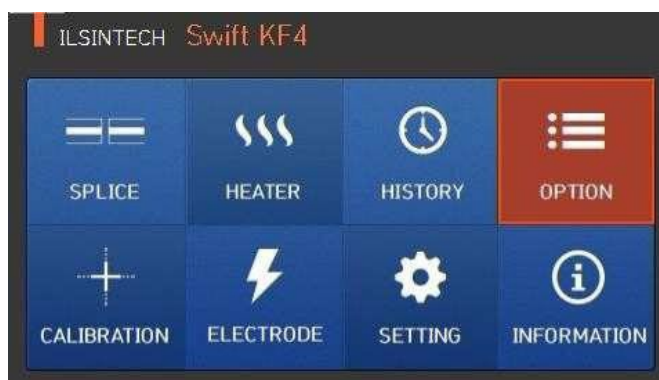 ILSINTECH Swift KF4
SPLICE HEATER HISTORY OPTION
CALIBRATION ELECTRODE SETTING INFORMATION